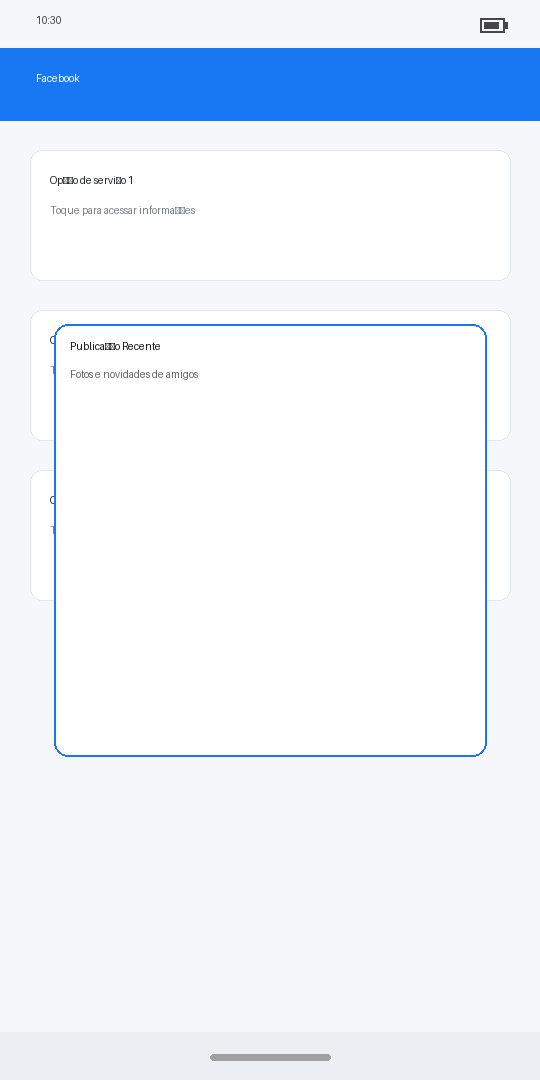 10:30
Facebook
de 1
Toque para acessar
Recente
Fotos e novidades de amigos